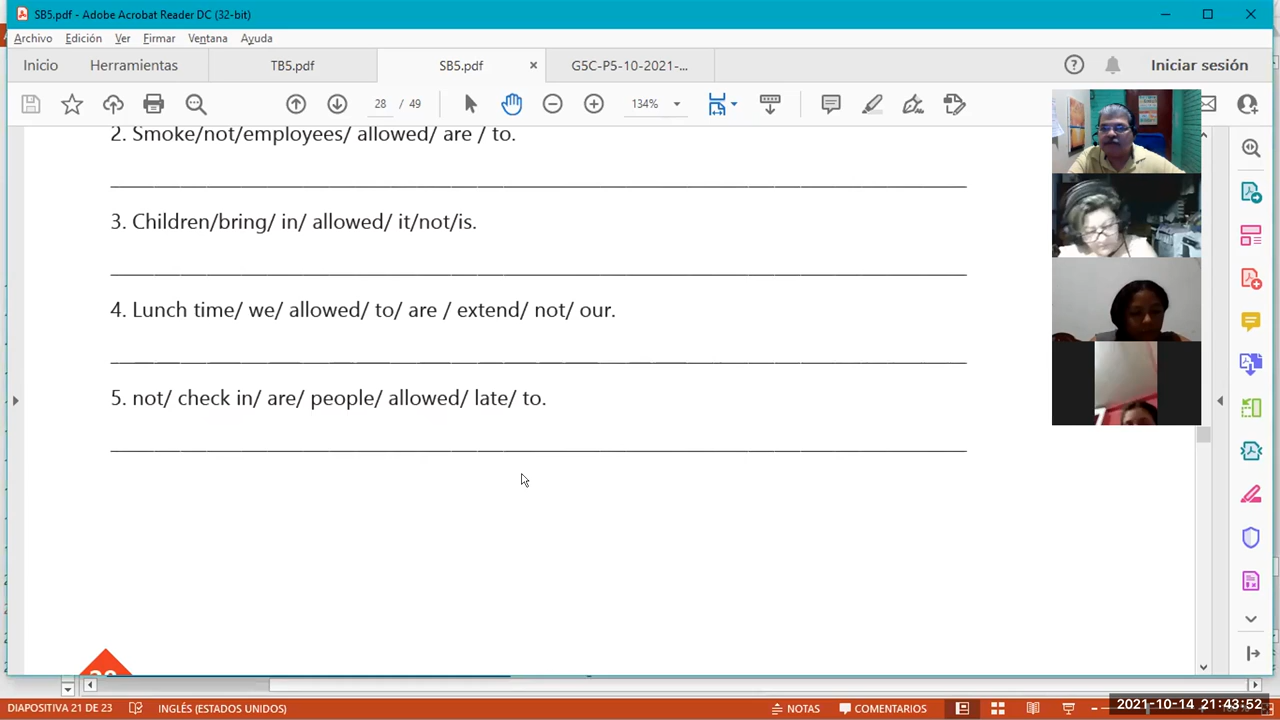 SB5.pdf - Adobe Acrobat Reader DC (32-bit)
Archivo Edición Ver Firmar Ventana Ayuda
Inicio Herramientas TB5.pdf SB5.pdf × G5C-P5-10-2021-... Iniciar sesión
28 / 49 134%
2. Smoke/not/employees/ allowed/ are / to.
3. Children/bring/ in/ allowed/ it/not/is.
4. Lunch time/ we/ allowed/ to/ are / extend/ not/ our.
5. not/ check in/ are/ people/ allowed/ late/ to.
DIAPOSITIVA 21 DE 23 INGLÉS (ESTADOS UNIDOS) NOTAS COMENTARIOS
2021-10-14 21:43:52